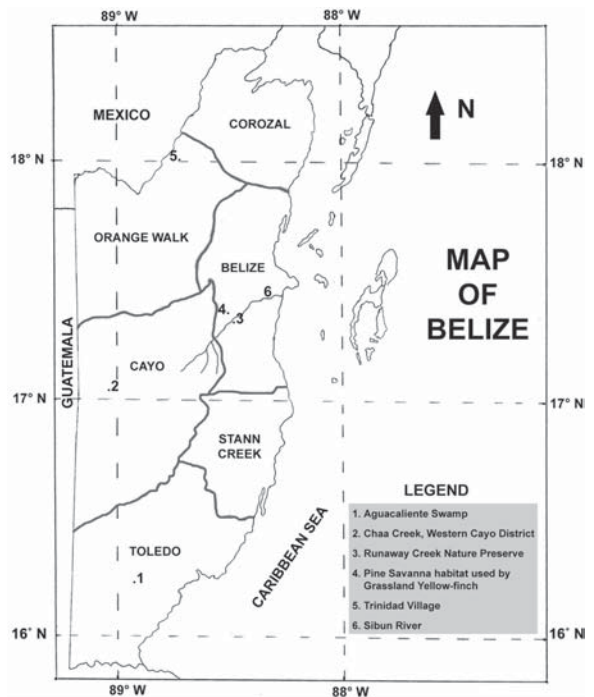 89° W
88° W
MEXICO
COROZAL
N
5.
18° N
18° N
ORANGE WALK
BELIZE
MAP
OF
BELIZE
6
4.
.3
GUATEMALA
CAYO
.2
17° N
17° N
STANN
CREEK
LEGEND
1. Aguacaliente Swamp
2. Chaa Creek, Western Cayo District
3. Runaway Creek Nature Preserve
4. Pine Savanna habitat used by
Grassland Yellow-finch
5. Trinidad Village
6. Sibun River
CARIBBEAN SEA
TOLEDO
.1
16° N
16° N
89° W
88° W